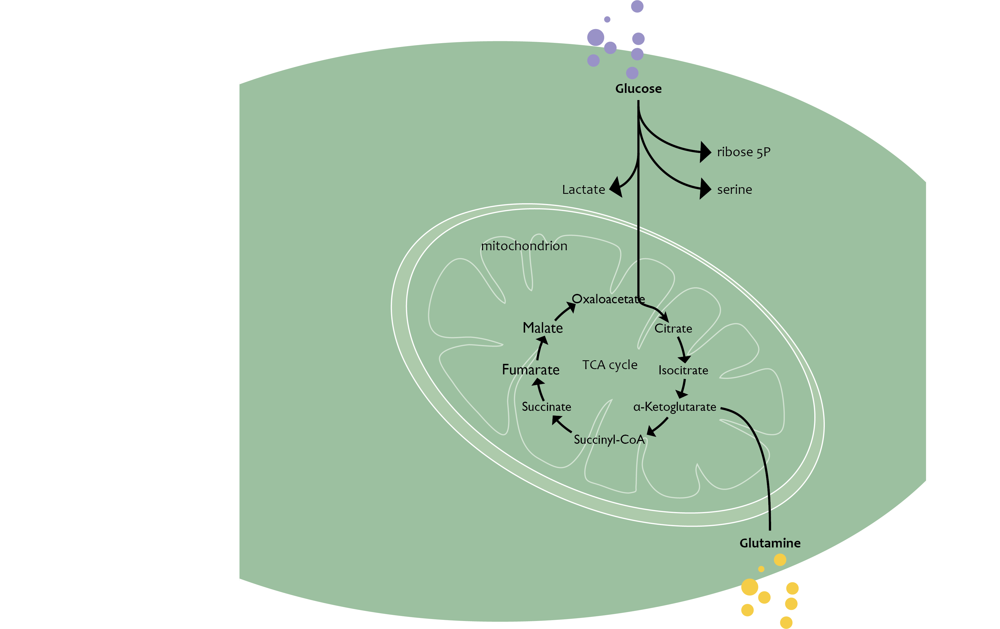 Glucose
ribose 5P
Lactate
serine
mitochondrion
Oxaloacetate
Malate
Citrate
TCA cycle
Fumarate
Isocitrate
Succinate
α-Ketoglutarate
Succinyl-CoA
Glutamine